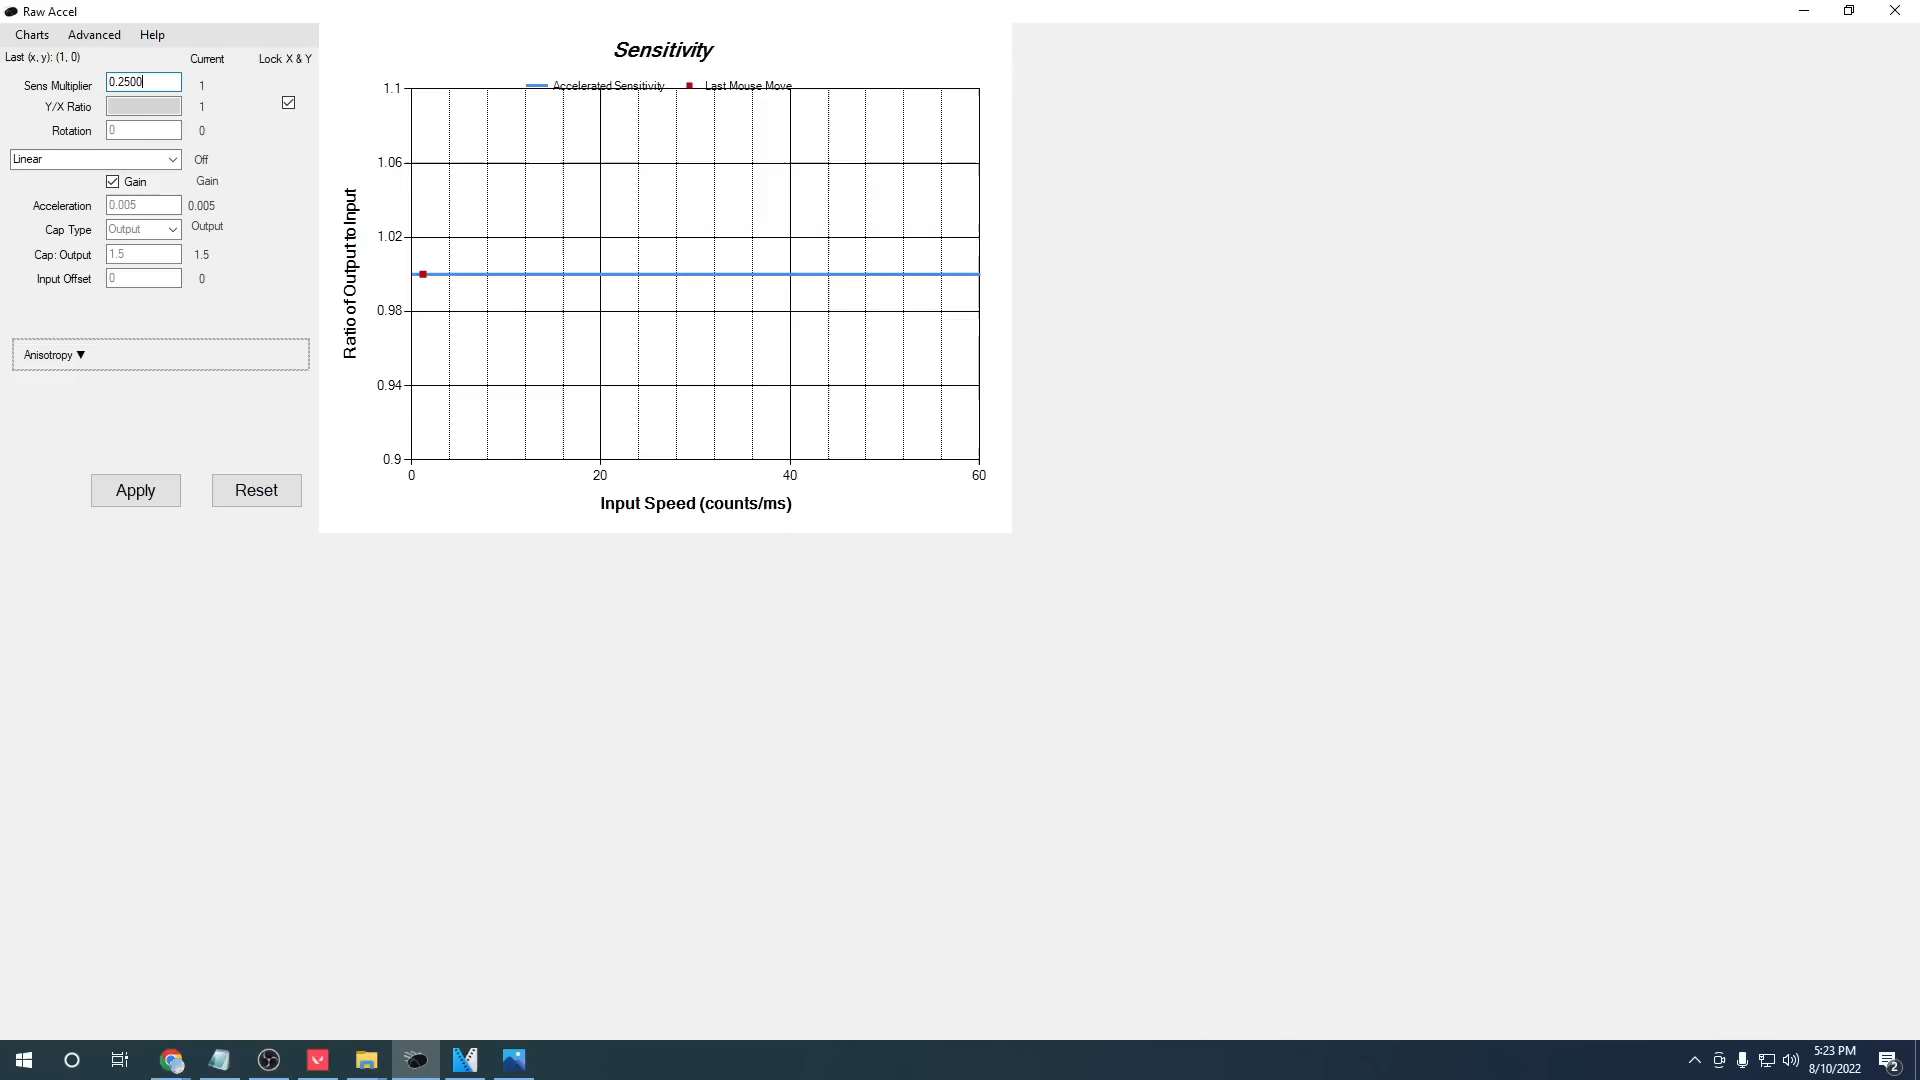 Raw Accel
Charts Advanced Help
Last (x, y): (1, 0) Current Lock X & Y
Sens Multiplier 0.2500 1
Y/X Ratio 1
Rotation 0 0
Linear Off
Gain Gain
Acceleration 0.005 0.005
Cap Type Output Output
Cap: Output 1.5 1.5
Input Offset 0 0
Anisotropy ▼
Apply Reset
Sensitivity
Accelerated Sensitivity Last Mouse Move
1.1
1.06
1.02
0.98
0.94
0.9
Ratio of Output to Input
0 20 40 60
Input Speed (counts/ms)
5:23 PM
8/10/2022
2